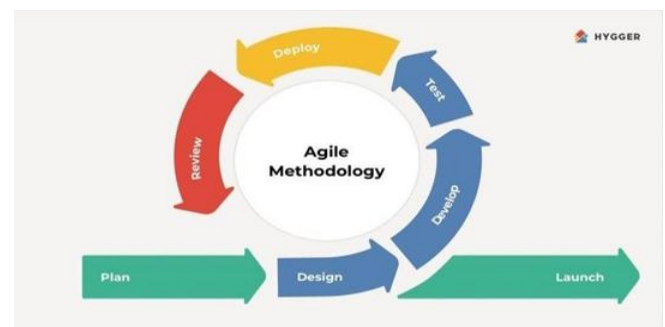 HYGGER
Deploy
Test
Review
Agile
Methodology
Develop
Plan
Design
Launch